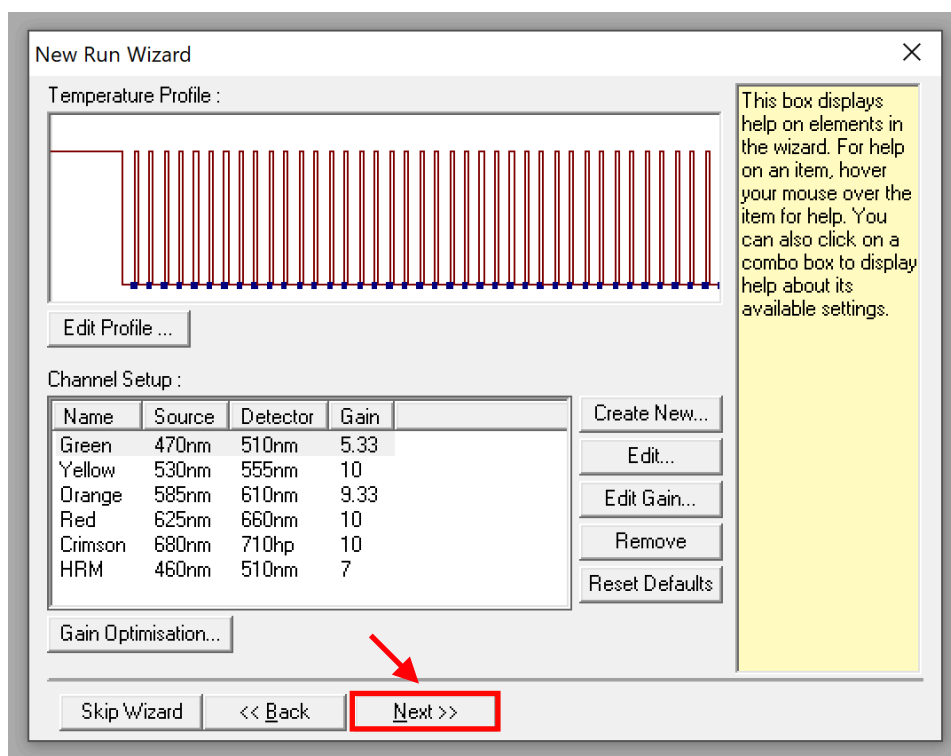 New Run Wizard
Temperature Profile :
This box displays
help on elements in
the wizard. For help
on an item, hover
your mouse over the
item for help. You
can also click on a
combo box to display
help about its
available settings.
Edit Profile ...
Channel Setup :
Name Source Detector Gain
Green 470nm 510nm 5.33
Yellow 530nm 555nm 10
Orange 585nm 610nm 9.33
Red 625nm 660nm 10
Crimson 680nm 710hp 10
HRM 460nm 510nm 7
Create New...
Edit...
Edit Gain...
Remove
Reset Defaults
Gain Optimisation...
Skip Wizard << Back Next >>